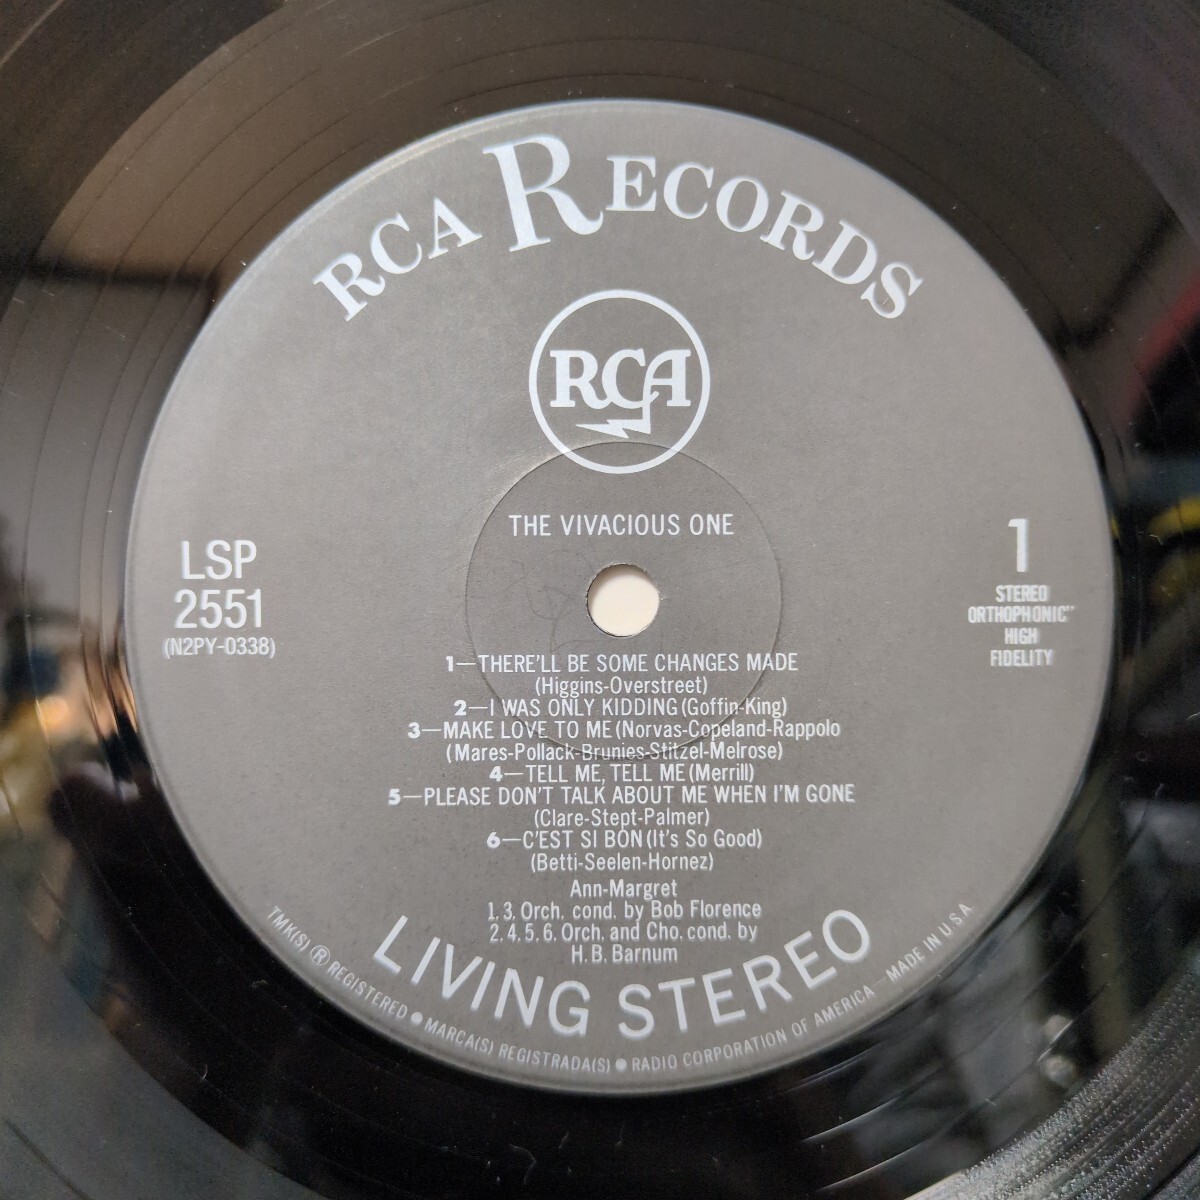 RCA RECORDS
RCA
THE VIVACIOUS ONE
LSP
2551
(N2PY-0338)
1
STEREO
ORTHOPHONIC"
HIGH
FIDELITY
1—THERE'LL BE SOME CHANGES MADE
(Higgins-Overstreet)
2—I WAS ONLY KIDDING (Goffin-King)
3—MAKE LOVE TO ME (Norvas-Copeland-Rappolo
(Mares-Pollack-Brunies-Stitzel-Melrose)
4—TELL ME, TELL ME (Merrill)
5—PLEASE DON'T TALK ABOUT ME WHEN I'M GONE
(Clare-Stept-Palmer)
6—C'EST SI BON (It's So Good)
(Betti-Seelen-Hornez)
Ann-Margret
1.3. Orch. cond. by Bob Florence
2.4.5.6. Orch. and Cho. cond. by
H.B. Barnum
LIVING STEREO
TMK(S) ® REGISTERED ● MARCA(S) REGISTRADA(S) ● RADIO CORPORATION OF AMERICA—MADE IN U.S.A